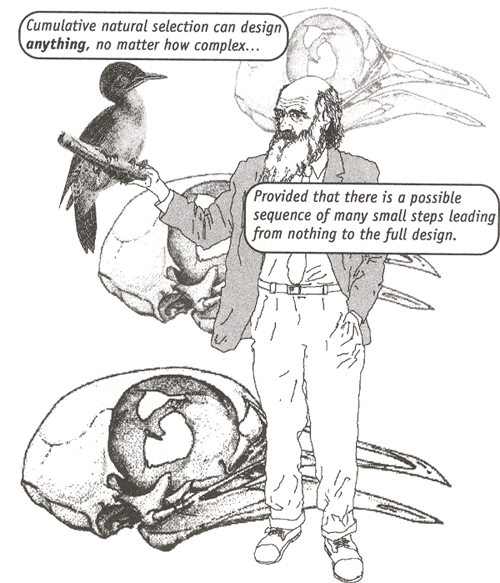 Cumulative natural selection can design
anything, no matter how complex...
Provided that there is a possible
sequence of many small steps leading
from nothing to the full design.